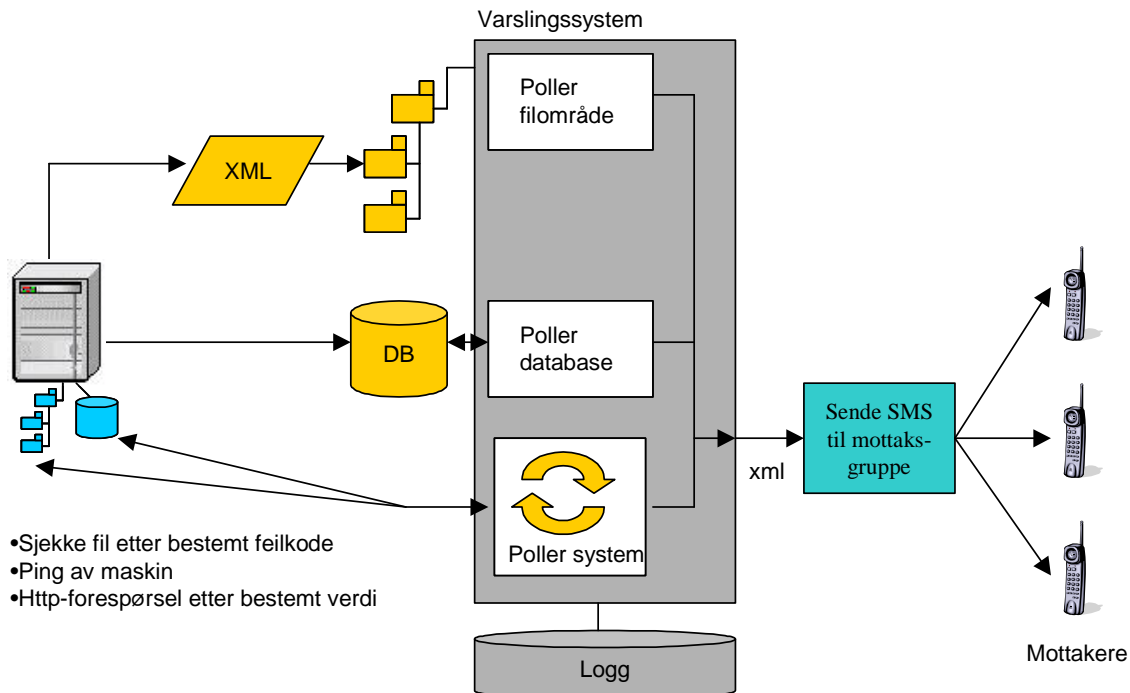 Varslingssystem
Poller
filområde
XML
Poller
database
DB
Sende SMS
til mottaks-
gruppe
xml
Poller system
•Sjekke fil etter bestemt feilkode
•Ping av maskin
•Http-forespørsel etter bestemt verdi
Mottakere
Logg